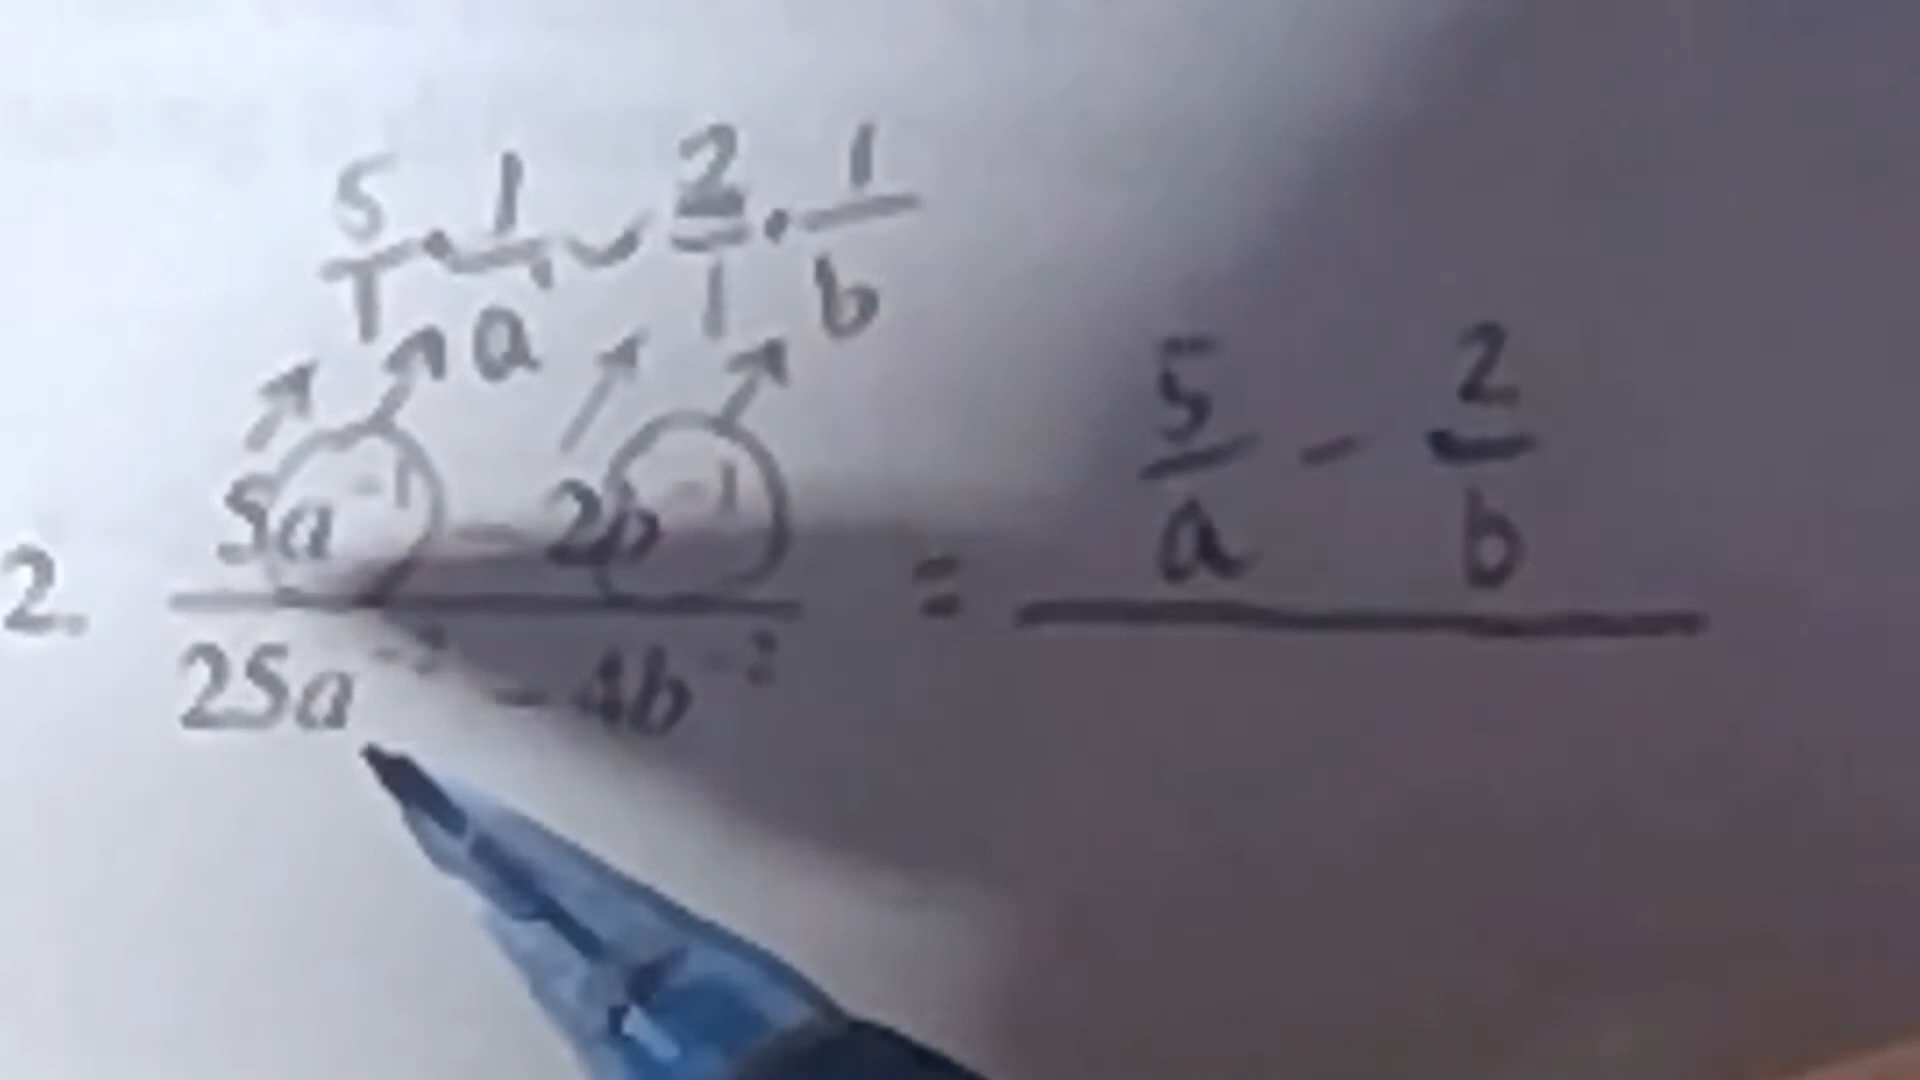 5/1 · 1/a - 2/1 · 1/b
2. (5a⁻¹ - 2b⁻¹)/(25a⁻² - 4b⁻²) = (5/a - 2/b)/